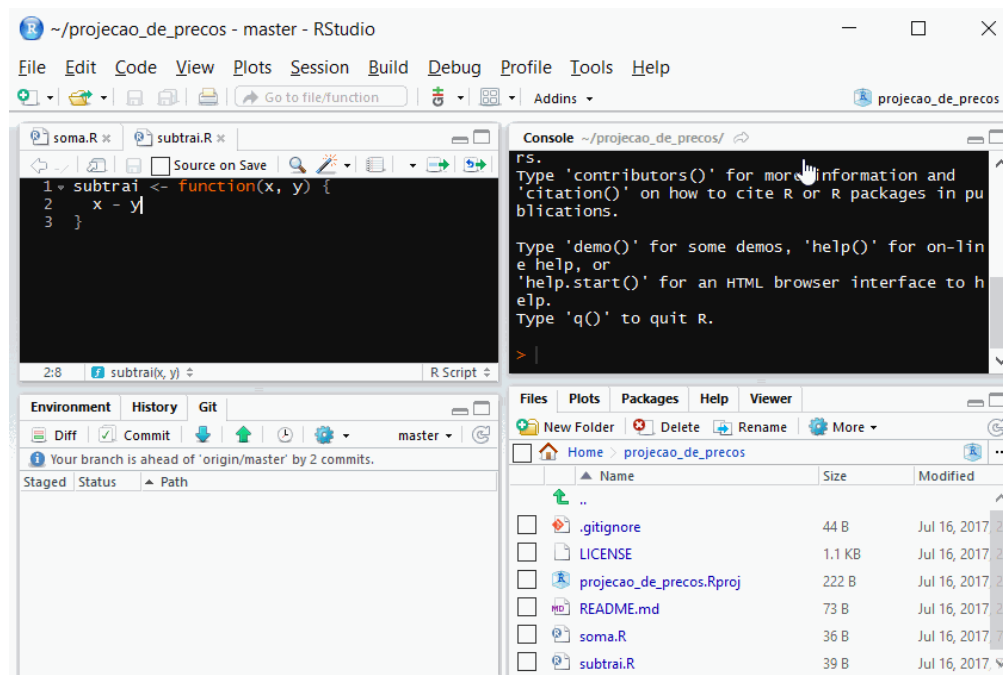 ~/projecao_de_precos - master - RStudio
File Edit Code View Plots Session Build Debug Profile Tools Help
Go to file/function Addins projecao_de_precos
soma.R subtrai.R
Source on Save
1 subtrai <- function(x, y) {
2 x - y
3 }
2:8 subtrai(x, y) R Script
Console ~/projecao_de_precos/
rs.
Type 'contributors()' for more information and
'citation()' on how to cite R or R packages in pu
blications.
Type 'demo()' for some demos, 'help()' for on-lin
e help, or
'help.start()' for an HTML browser interface to h
elp.
Type 'q()' to quit R.
>
Environment History Git
Diff Commit master
Your branch is ahead of 'origin/master' by 2 commits.
Staged Status Path
Files Plots Packages Help Viewer
New Folder Delete Rename More
Home projecao_de_precos
Name Size Modified
..
.gitignore 44 B Jul 16, 2017,
LICENSE 1.1 KB Jul 16, 2017,
projecao_de_precos.Rproj 222 B Jul 16, 2017,
README.md 73 B Jul 16, 2017,
soma.R 36 B Jul 16, 2017,
subtrai.R 39 B Jul 16, 2017,